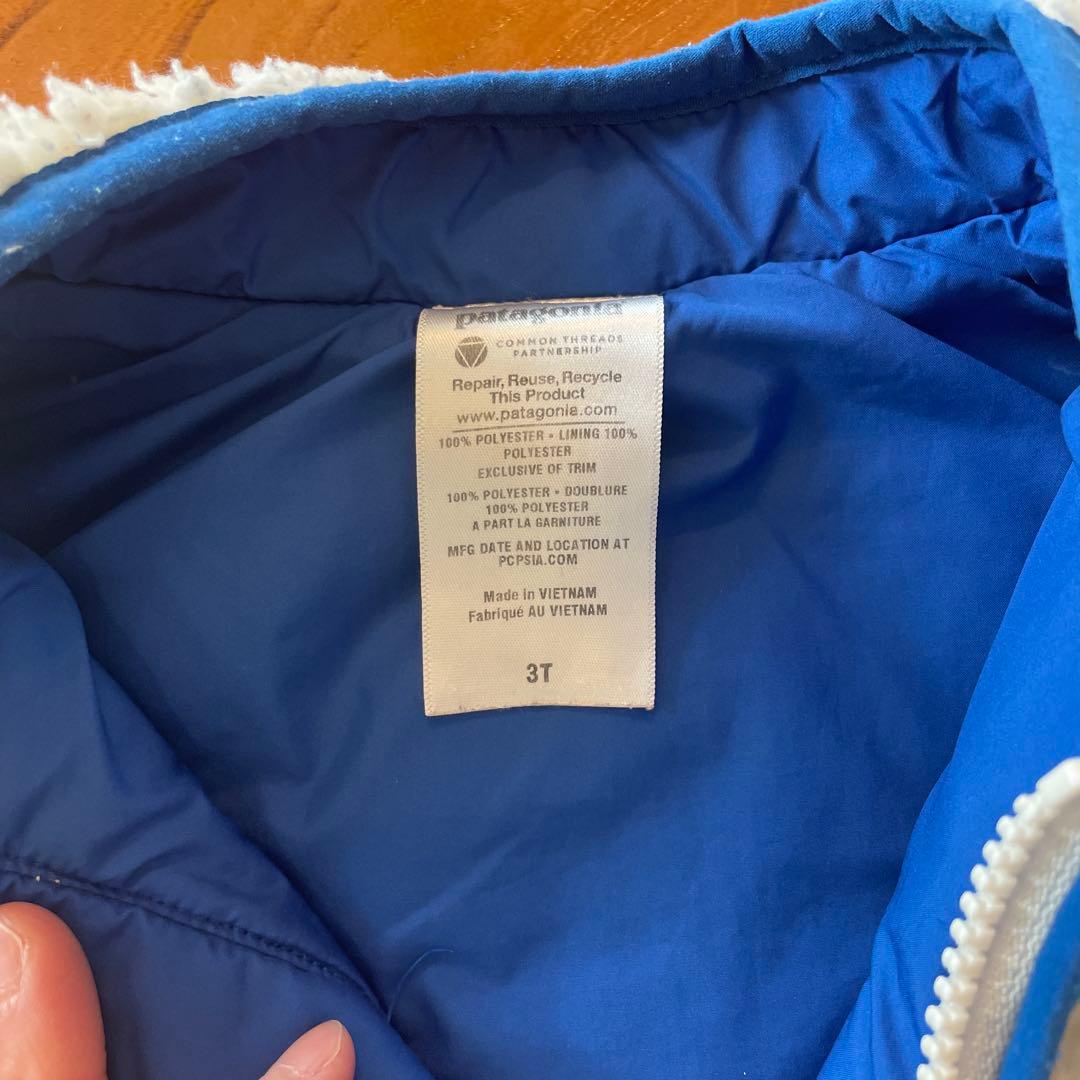 patagonia
COMMON THREADS
PARTNERSHIP
Repair, Reuse, Recycle
This Product
www.patagonia.com
100% POLYESTER • LINING 100%
POLYESTER
EXCLUSIVE OF TRIM
100% POLYESTER • DOUBLURE
100% POLYESTER
A PART LA GARNITURE
MFG DATE AND LOCATION AT
PCPSIA.COM
Made in VIETNAM
Fabriqué AU VIETNAM
3T